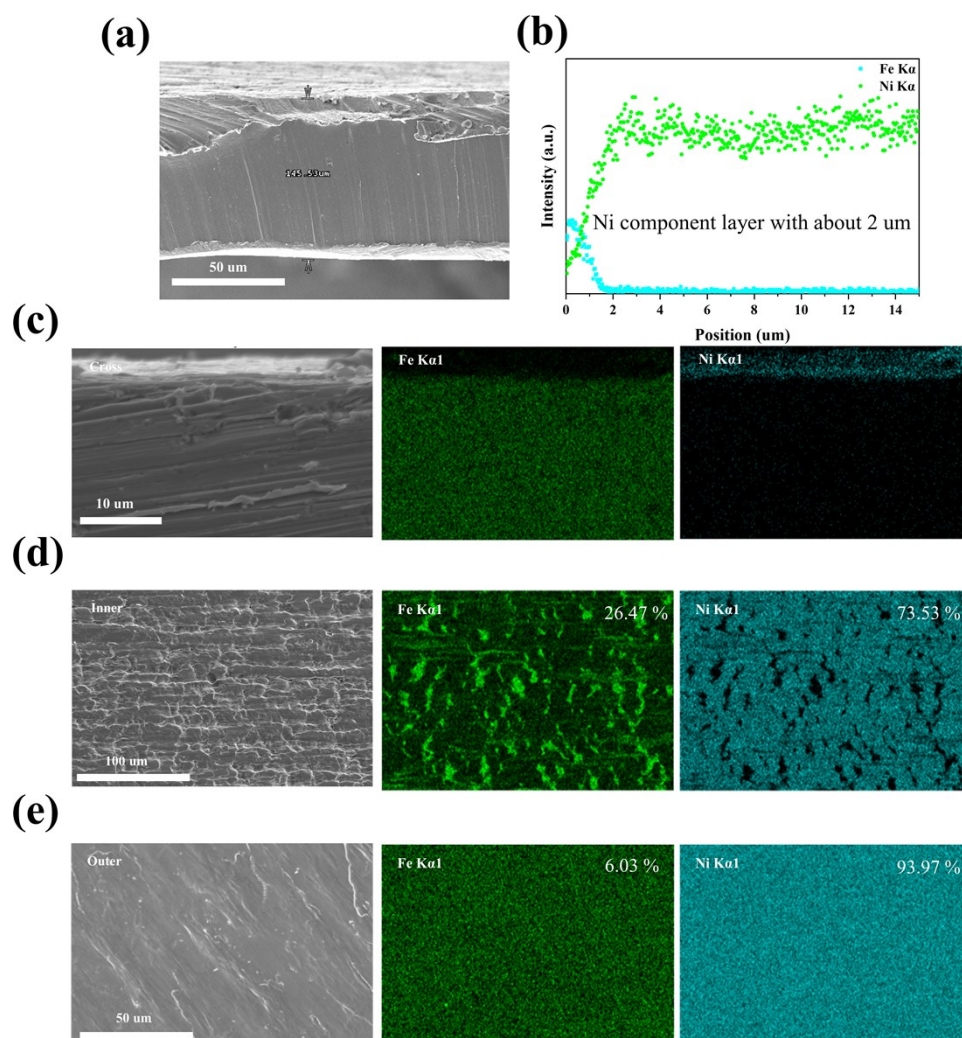 (a)
145.53um
50 um
(b)
Fe Kα
Ni Kα
Intensity (a.u.)
Ni component layer with about 2 um
0 2 4 6 8 10 12 14
Position (um)
(c)
Cross
10 um
Fe Kα1
Ni Kα1
(d)
Inner
100 um
Fe Kα1
26.47 %
Ni Kα1
73.53 %
(e)
Outer
50 um
Fe Kα1
6.03 %
Ni Kα1
93.97 %